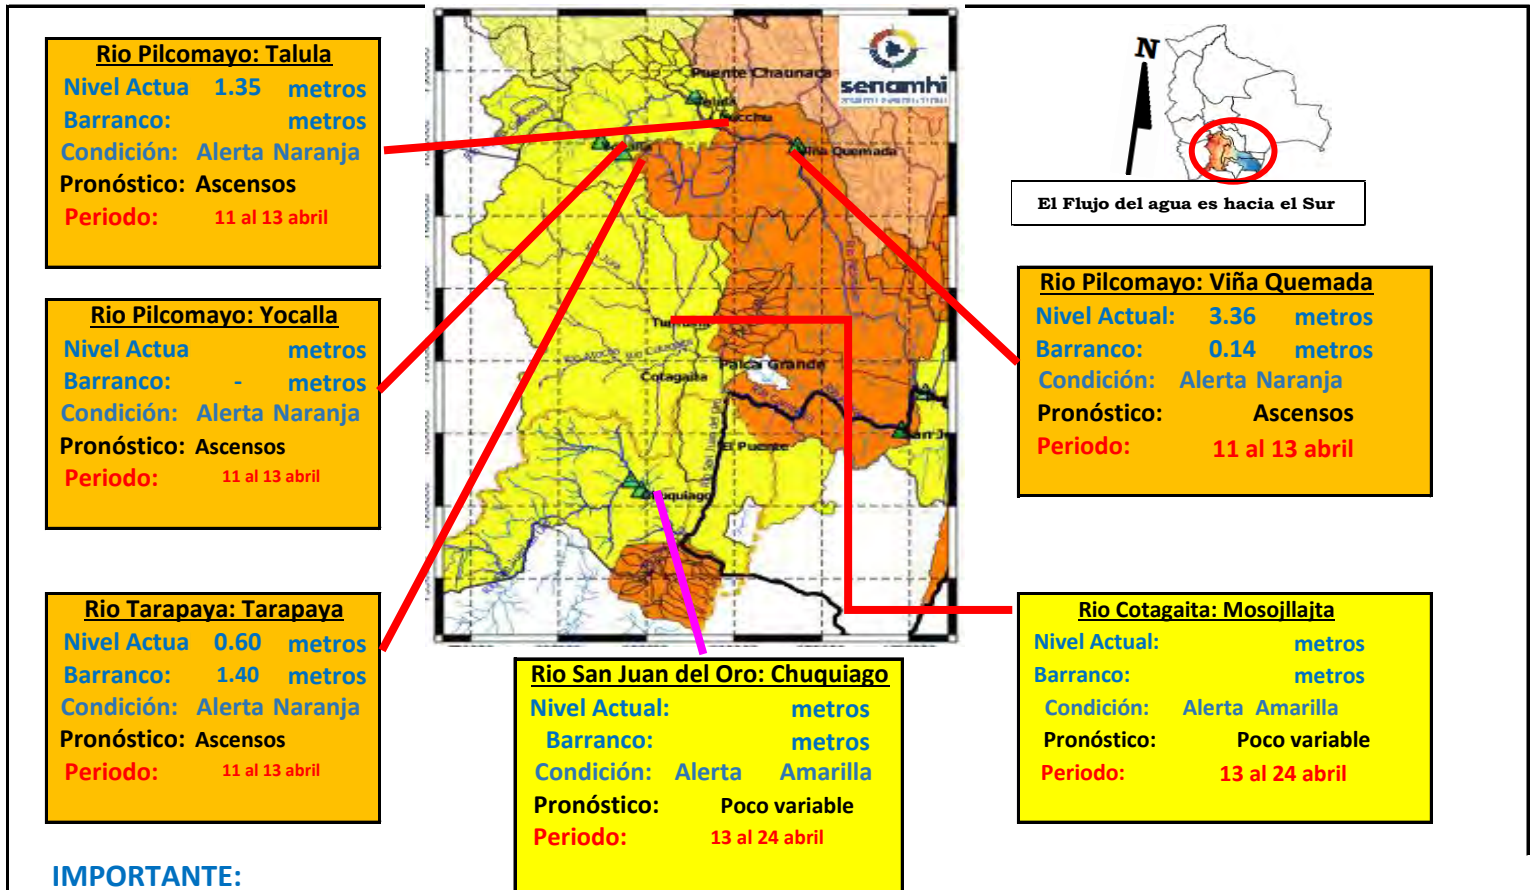 Rio Pilcomayo: Talula
Nivel Actua 1.35 metros
Barranco: metros
Condición: Alerta Naranja
Pronóstico: Ascensos
Periodo: 11 al 13 abril
Rio Pilcomayo: Yocalla
Nivel Actua metros
Barranco: - metros
Condición: Alerta Naranja
Pronóstico: Ascensos
Periodo: 11 al 13 abril
Rio Tarapaya: Tarapaya
Nivel Actua 0.60 metros
Barranco: 1.40 metros
Condición: Alerta Naranja
Pronóstico: Ascensos
Periodo: 11 al 13 abril
IMPORTANTE:
senamhi
Puente Chaunaca
Viña Quemada
Cotagaita
Palca Grande
El Puente
Chuquiago
Rio San Juan del Oro: Chuquiago
Nivel Actual: metros
Barranco: metros
Condición: Alerta Amarilla
Pronóstico: Poco variable
Periodo: 13 al 24 abril
N
El Flujo del agua es hacia el Sur
Rio Pilcomayo: Viña Quemada
Nivel Actual: 3.36 metros
Barranco: 0.14 metros
Condición: Alerta Naranja
Pronóstico: Ascensos
Periodo: 11 al 13 abril
Rio Cotagaita: Mosojllajta
Nivel Actual: metros
Barranco: metros
Condición: Alerta Amarilla
Pronóstico: Poco variable
Periodo: 13 al 24 abril